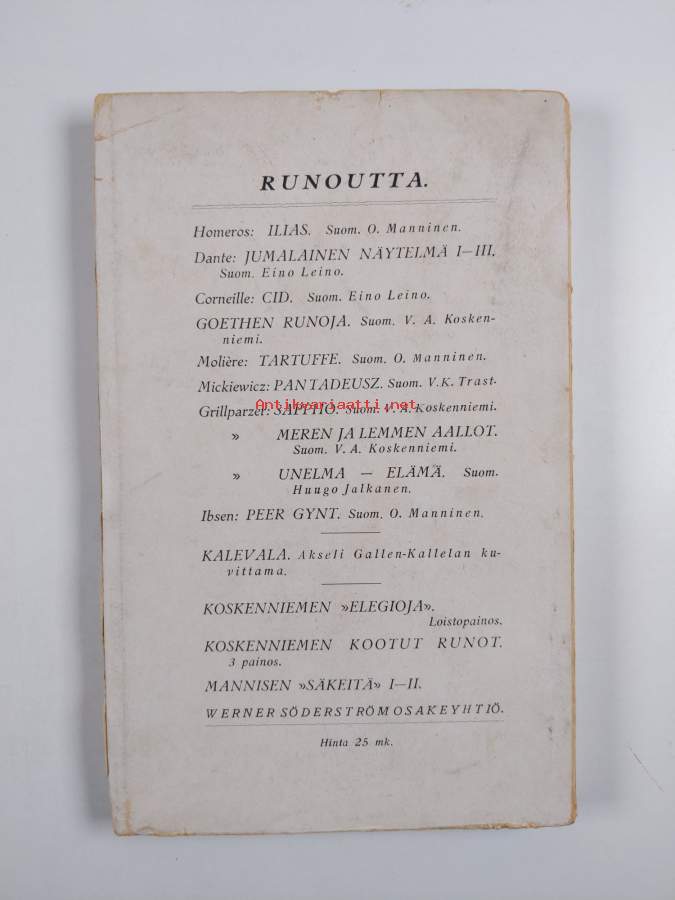 RUNOUTTA.
Homeros: ILIAS. Suom. O. Manninen.
Dante: JUMALAINEN NÄYTELMÄ I—III.
Suom. Eino Leino.
Corneille: CID. Suom. Eino Leino.
GOETHEN RUNOJA. Suom. V. A. Kosken-
niemi.
Molière: TARTUFFE. Suom. O. Manninen.
Mickiewicz: PAN TADEUSZ. Suom. V. K. Trast.
Antikvariaatti.net
Grillparzer: SAPPHO. Suom. V. A. Koskenniemi.
» MEREN JA LEMMEN AALLOT.
Suom. V. A. Koskenniemi.
» UNELMA — ELÄMÄ. Suom.
Huugo Jalkanen.
Ibsen: PEER GYNT. Suom. O. Manninen.
KALEVALA. Akseli Gallen-Kallelan ku-
vittama.
KOSKENNIEMEN »ELEGIOJA».
Loistopainos.
KOSKENNIEMEN KOOTUT RUNOT.
3 painos.
MANNISEN »SÄKEITÄ» I—II.
WERNER SÖDERSTRÖM OSAKEYHTIÖ.
Hinta 25 mk.